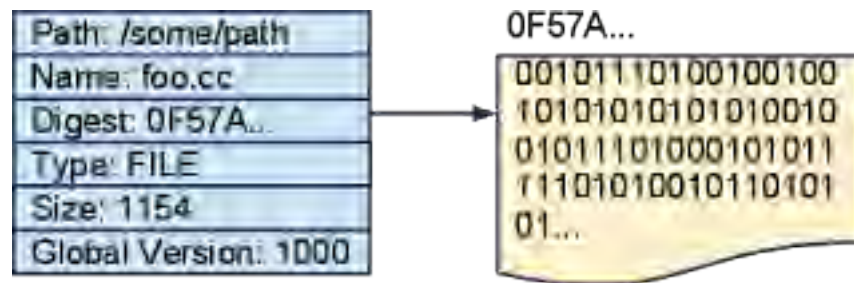 Path: /some/path
Name: foo.cc
Digest: 0F57A...
Type: FILE
Size: 1154
Global Version: 1000
0F57A...
00101110100100100
10101010101010010
01011101000101011
11101010010110101
01...